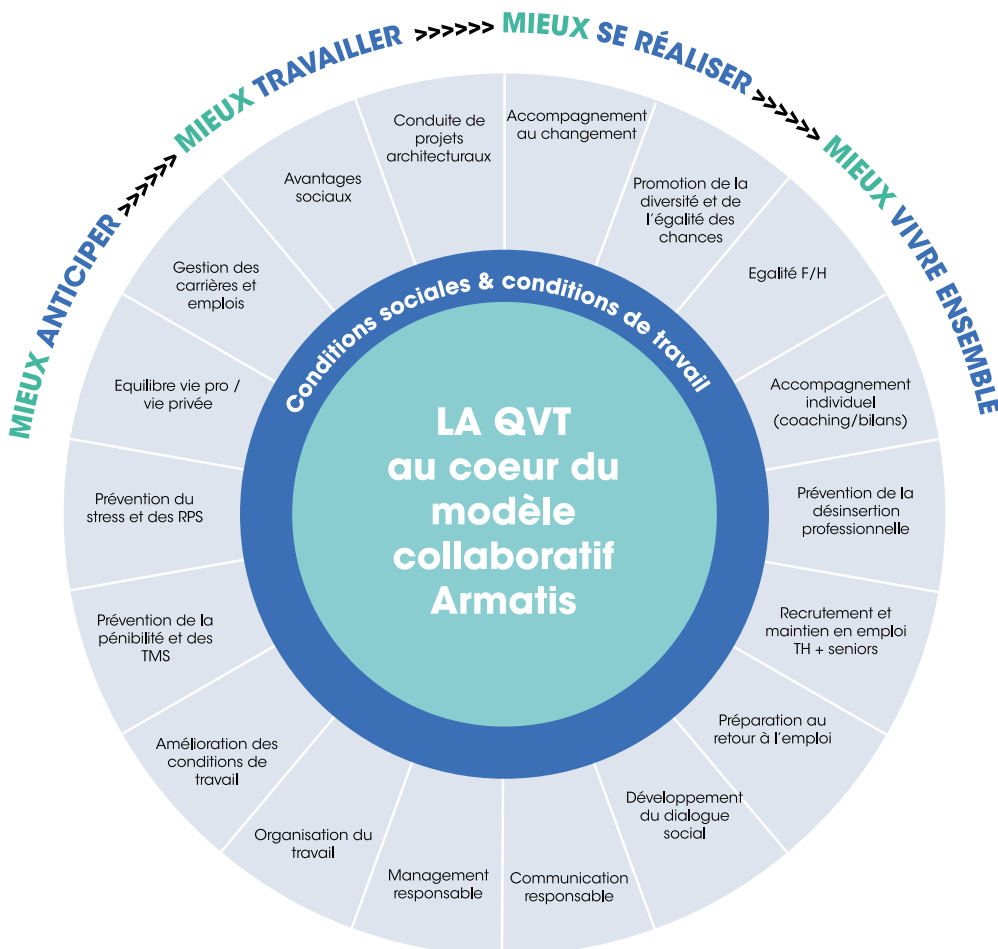 MIEUX ANTICIPER >>>>>> MIEUX TRAVAILLER >>>>>> MIEUX SE RÉALISER >>>>>> MIEUX VIVRE ENSEMBLE
Conditions sociales & conditions de travail
LA QVT
au coeur du
modèle
collaboratif
Armatis
Accompagnement
au changement
Promotion de la
diversité et de
l'égalité des
chances
Egalité F/H
Accompagnement
individuel
(coaching/bilans)
Prévention de la
désinsertion
professionnelle
Recrutement et
maintien en emploi
TH + seniors
Préparation au
retour à l'emploi
Développement
du dialogue
social
Communication
responsable
Management
responsable
Organisation du
travail
Amélioration des
conditions de
travail
Prévention de la
pénibilité et des
TMS
Prévention du
stress et des RPS
Equilibre vie pro /
vie privée
Gestion des
carrières et
emplois
Avantages
sociaux
Conduite de
projets
architecturaux